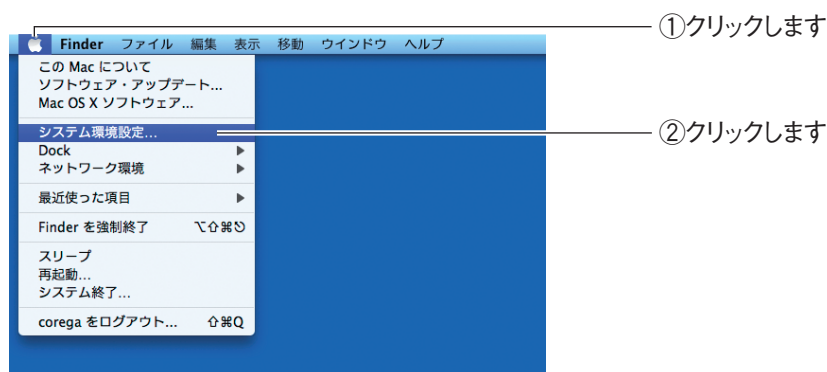 ①クリックします
Finder ファイル 編集 表示 移動 ウインドウ ヘルプ
この Mac について
ソフトウェア・アップデート...
Mac OS X ソフトウェア...
システム環境設定...
②クリックします
Dock ▶
ネットワーク環境 ▶
最近使った項目 ▶
Finder を強制終了 ⌥⇧⌘⎋
スリープ
再起動...
システム終了...
corega をログアウト... ⇧⌘Q